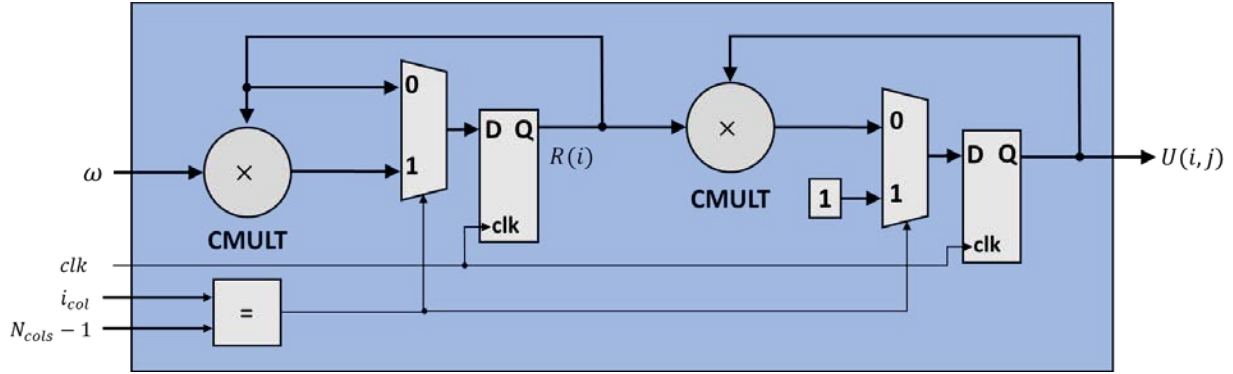 0
D Q
R(i)
×
0
D Q
U(i,j)
ω
×
1
CMULT
1
1
CMULT
clk
clk
clk
i_col
N_cols − 1
=